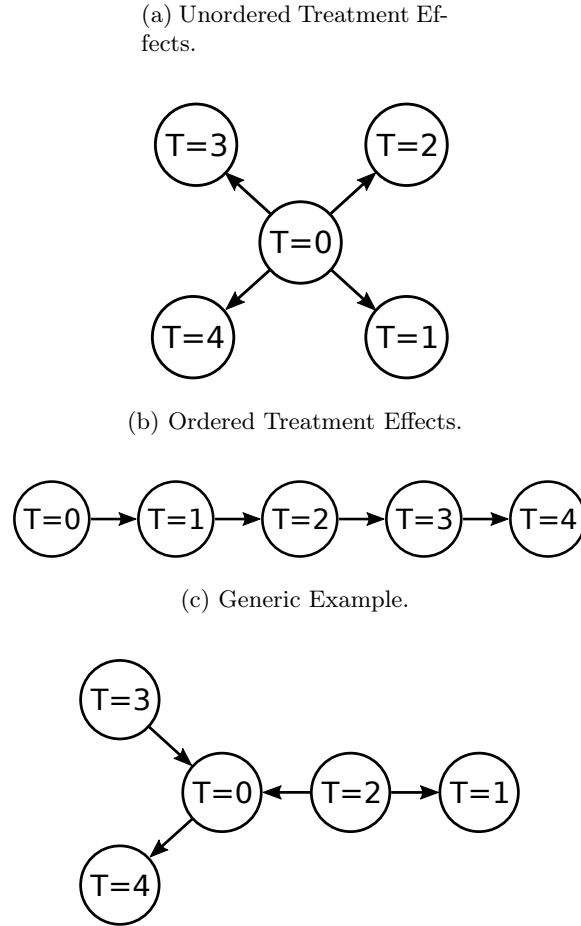 (a) Unordered Treatment Ef-
fects.
T=3
T=2
T=0
T=4
T=1
(b) Ordered Treatment Effects.
T=0 T=1 T=2 T=3 T=4
(c) Generic Example.
T=3
T=0 T=2 T=1
T=4